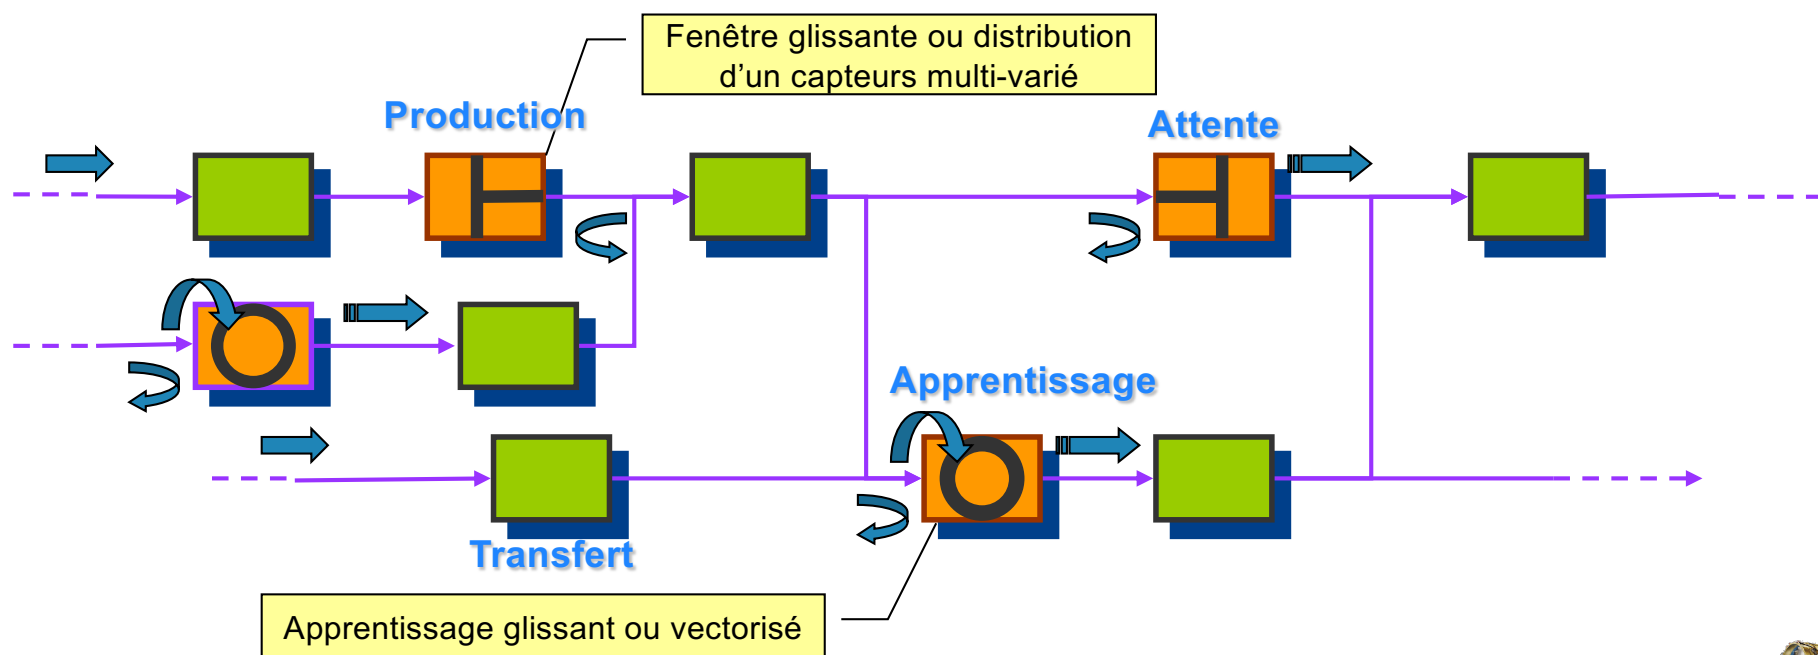 Fenêtre glissante ou distribution
d’un capteurs multi-varié
Production
Attente
Apprentissage
Transfert
Apprentissage glissant ou vectorisé